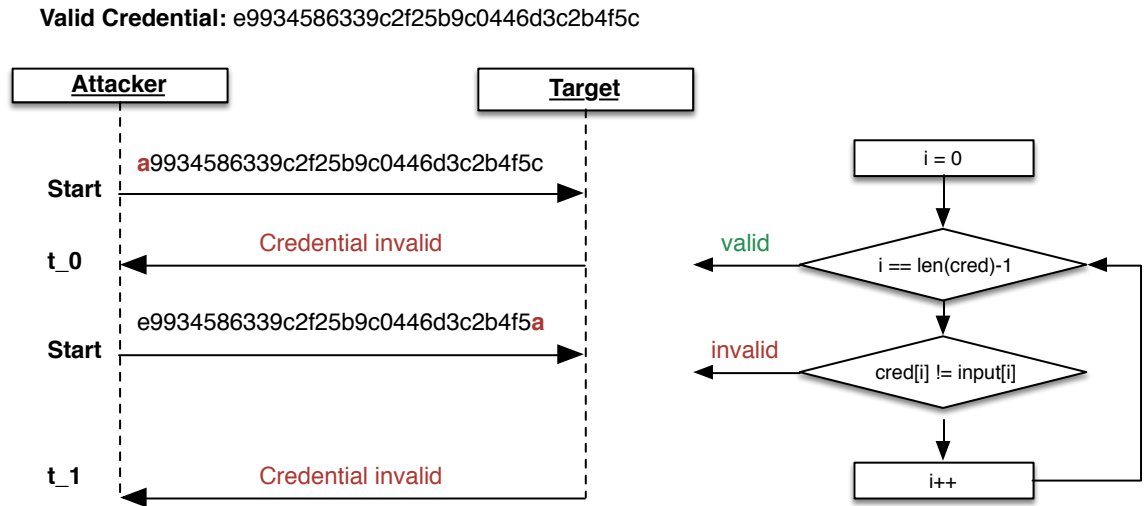 Valid Credential: e9934586339c2f25b9c0446d3c2b4f5c
Attacker
Target
a9934586339c2f25b9c0446d3c2b4f5c
Start
Credential invalid
t_0
e9934586339c2f25b9c0446d3c2b4f5a
Start
Credential invalid
t_1
i = 0
valid
i == len(cred)-1
invalid
cred[i] != input[i]
i++